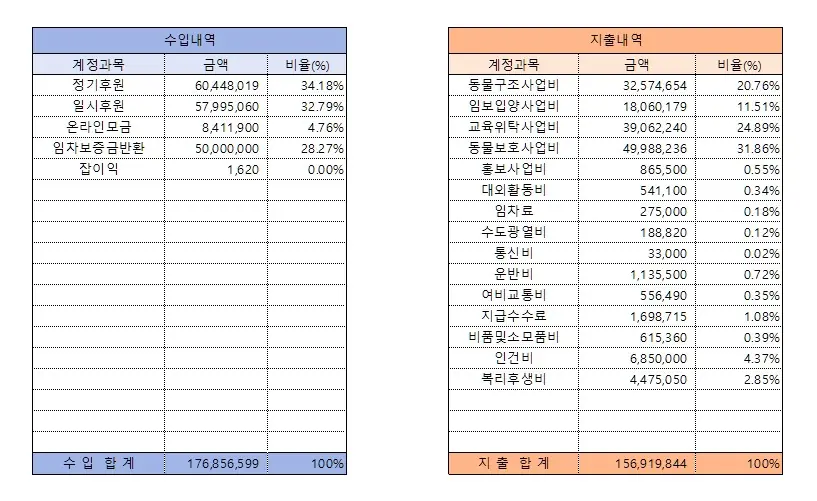 수입내역
계정과목 금액 비율(%)
정기후원 60,448,019 34.18%
일시후원 57,995,060 32.79%
온라인모금 8,411,900 4.76%
임차보증금반환 50,000,000 28.27%
잡이익 1,620 0.00%
수 입 합 계 176,856,599 100%
지출내역
계정과목 금액 비율(%)
동물구조사업비 32,574,654 20.76%
임보입양사업비 18,060,179 11.51%
교육위탁사업비 39,062,240 24.89%
동물보호사업비 49,988,236 31.86%
홍보사업비 865,500 0.55%
대외활동비 541,100 0.34%
임차료 275,000 0.18%
수도광열비 188,820 0.12%
통신비 33,000 0.02%
운반비 1,135,500 0.72%
여비교통비 556,490 0.35%
지급수수료 1,698,715 1.08%
비품및소모품비 615,360 0.39%
인건비 6,850,000 4.37%
복리후생비 4,475,050 2.85%
지 출 합계 156,919,844 100%